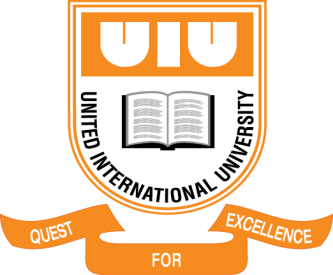 UIU
UNITED INTERNATIONAL UNIVERSITY
QUEST
FOR
EXCELLENCE